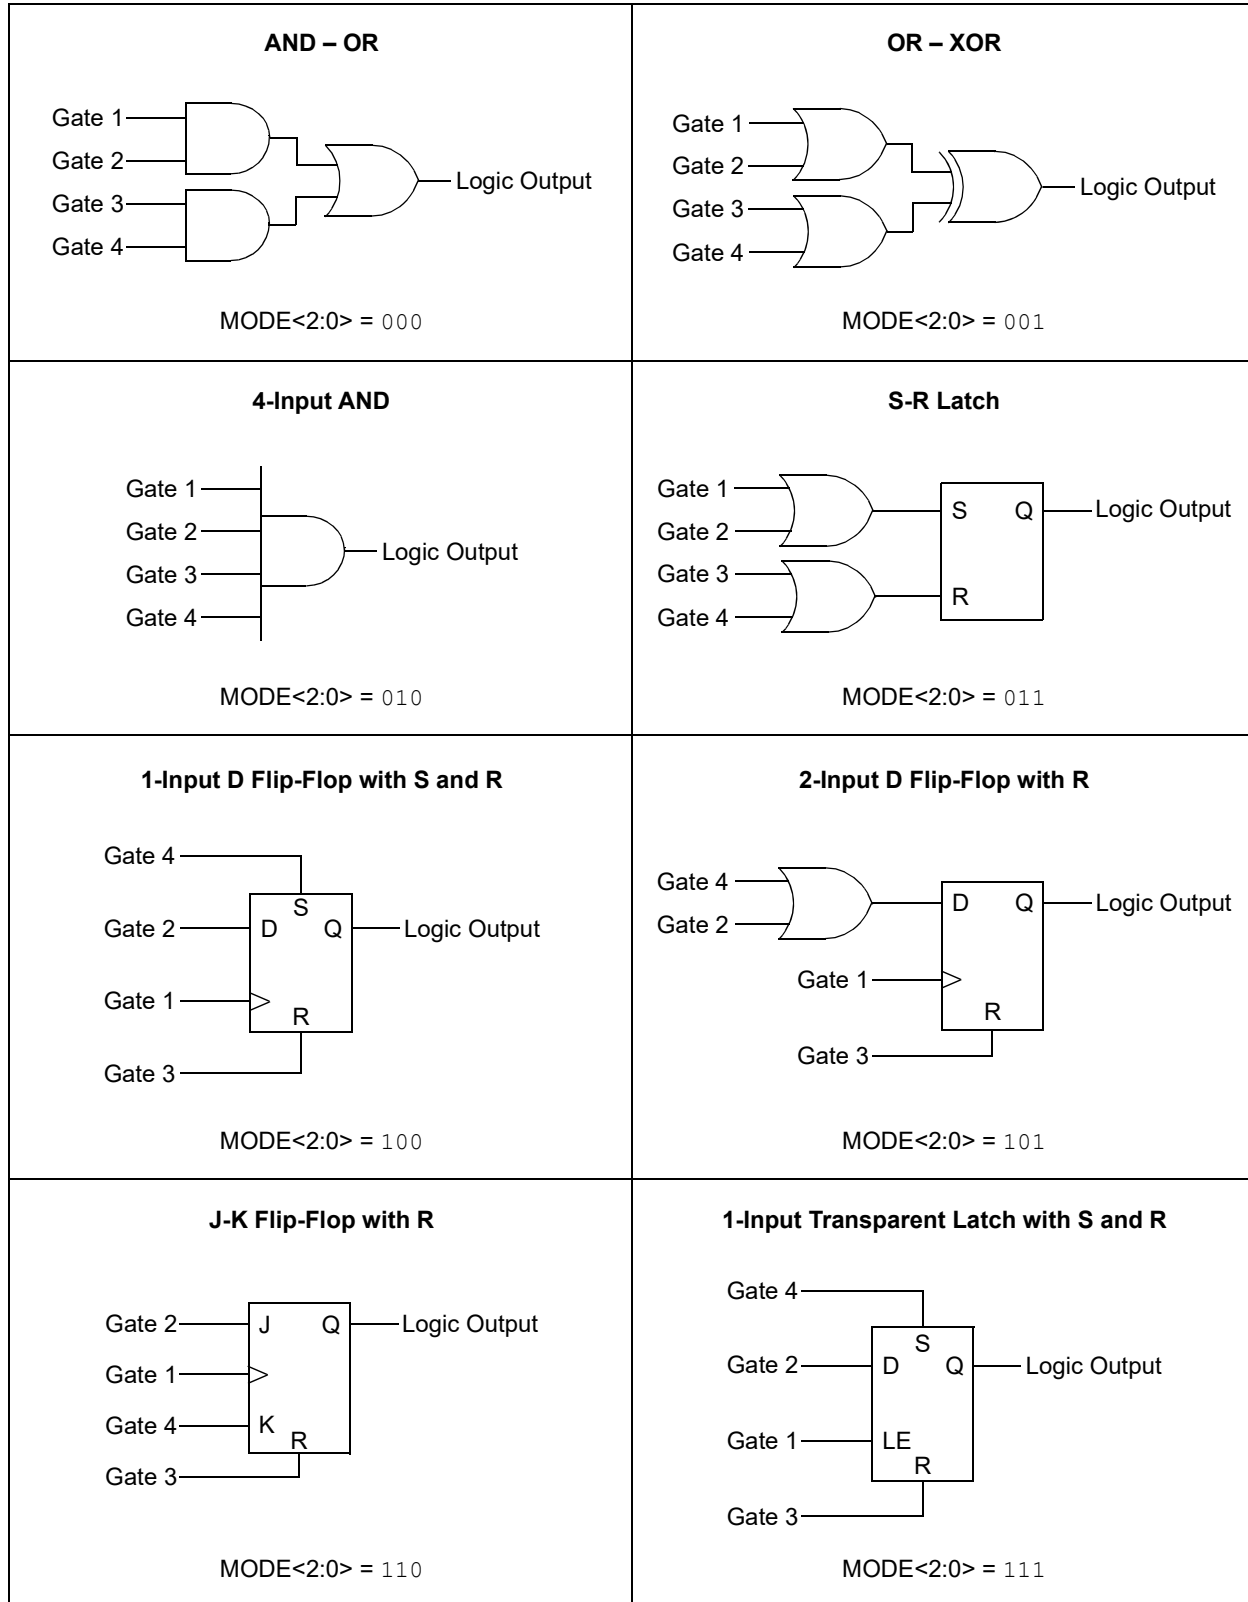 AND – OR
Gate 1
Gate 2
Gate 3
Gate 4
Logic Output
MODE<2:0> = 000
OR – XOR
Gate 1
Gate 2
Gate 3
Gate 4
Logic Output
MODE<2:0> = 001
4-Input AND
Gate 1
Gate 2
Gate 3
Gate 4
Logic Output
MODE<2:0> = 010
S-R Latch
Gate 1
Gate 2
Gate 3
Gate 4
S Q
R
Logic Output
MODE<2:0> = 011
1-Input D Flip-Flop with S and R
Gate 4
S
Gate 2
D Q
Logic Output
Gate 1
R
Gate 3
MODE<2:0> = 100
2-Input D Flip-Flop with R
Gate 4
Gate 2
D Q
Logic Output
Gate 1
R
Gate 3
MODE<2:0> = 101
J-K Flip-Flop with R
Gate 2
J Q
Logic Output
Gate 1
Gate 4
K
R
Gate 3
MODE<2:0> = 110
1-Input Transparent Latch with S and R
Gate 4
S
Gate 2
D Q
Logic Output
Gate 1
LE
R
Gate 3
MODE<2:0> = 111